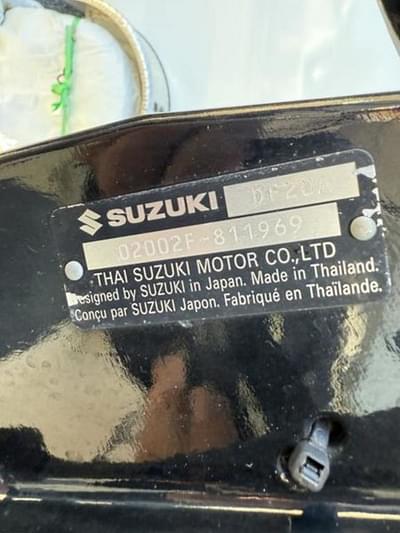 SUZUKI DF20A
02002F-811969
THAI SUZUKI MOTOR CO.,LTD
Designed by SUZUKI in Japan. Made in Thailand.
Conçu par SUZUKI Japon. Fabriqué en Thaïlande.